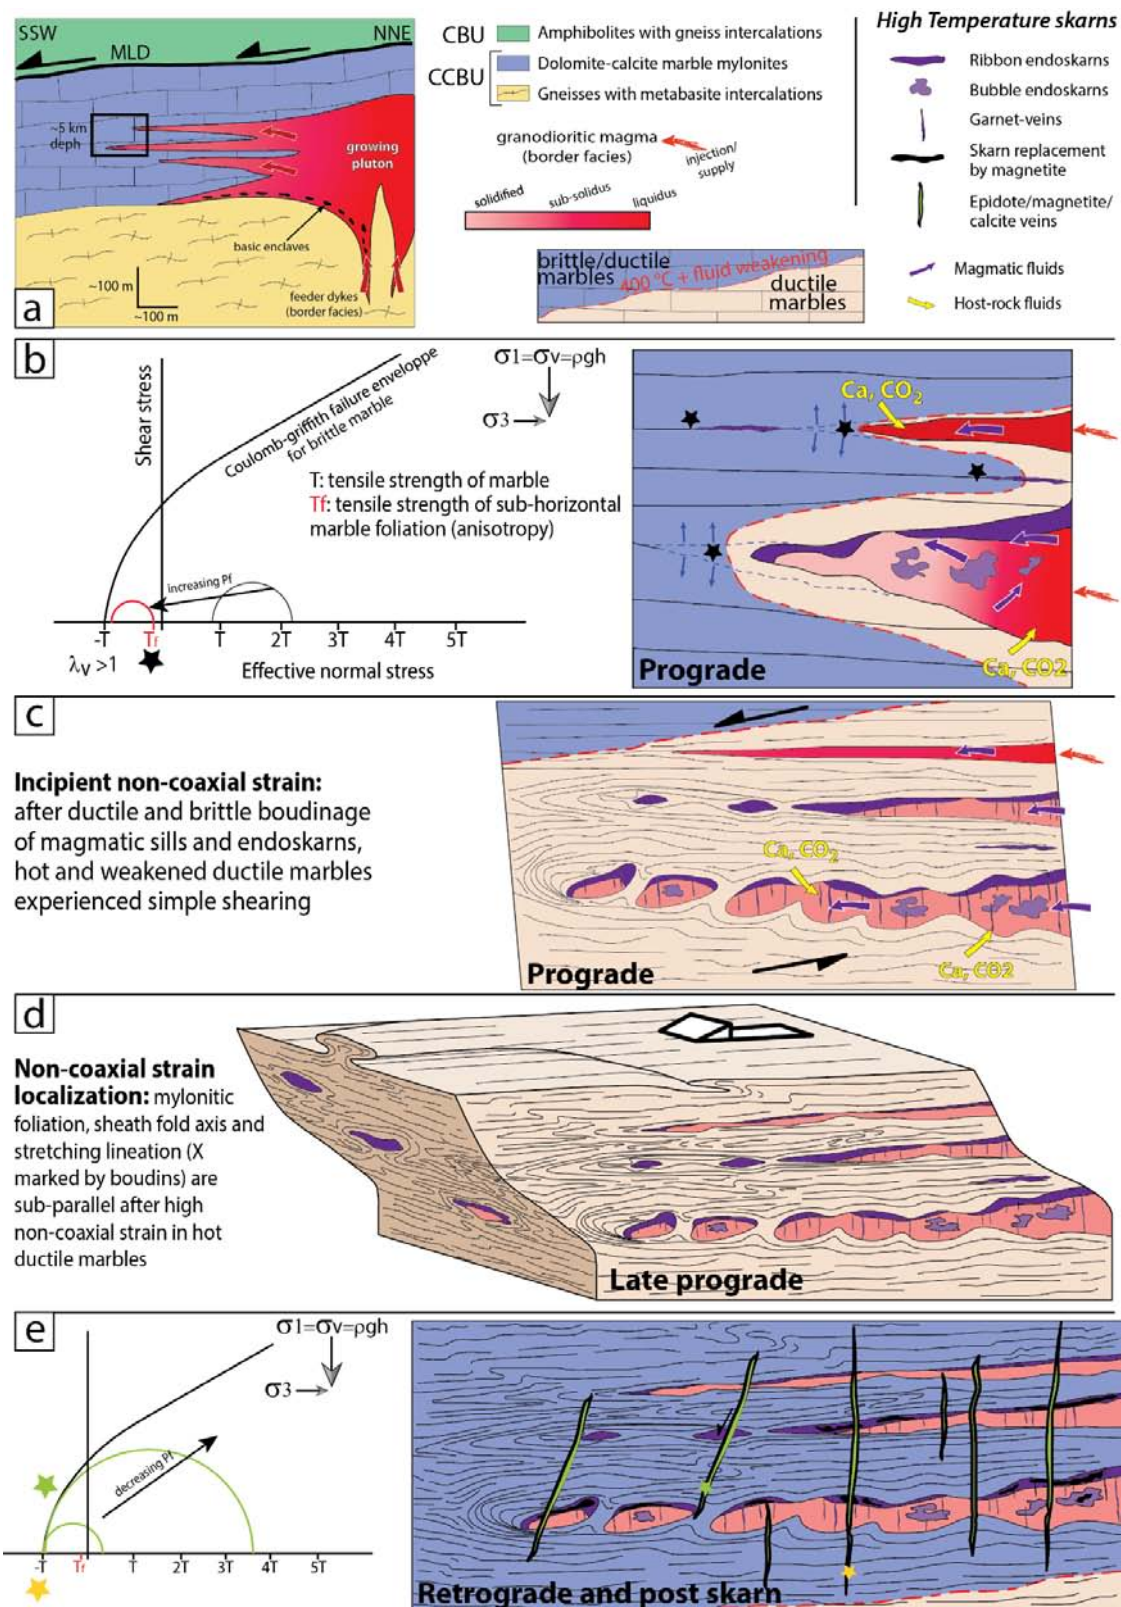 SSW
NNE
MLD
~5 km
deph
growing
pluton
basic enclaves
~100 m
~100 m
feeder dykes
(border facies)
a
CBU
Amphibolites with gneiss intercalations
CCBU
Dolomite-calcite marble mylonites
Gneisses with metabasite intercalations
granodioritic magma
(border facies)
injection/
supply
solidified
sub-solidus
liquidus
brittle/ductile
marbles
400 °C + fluid weakening
ductile
marbles
High Temperature skarns
Ribbon endoskarns
Bubble endoskarns
Garnet-veins
Skarn replacement
by magnetite
Epidote/magnetite/
calcite veins
Magmatic fluids
Host-rock fluids
b
Shear stress
Coulomb-griffith failure enveloppe
for brittle marble
σ1=σv=ρgh
σ3
T: tensile strength of marble
Tf: tensile strength of sub-horizontal
marble foliation (anisotropy)
increasing Pf
-T Tf T 2T 3T 4T 5T
λv >1
Effective normal stress
Ca, CO2
Ca, CO2
Prograde
c
Incipient non-coaxial strain:
after ductile and brittle boudinage
of magmatic sills and endoskarns,
hot and weakened ductile marbles
experienced simple shearing
Ca, CO2
Ca, CO2
Prograde
d
Non-coaxial strain
localization: mylonitic
foliation, sheath fold axis and
stretching lineation (X
marked by boudins) are
sub-parallel after high
non-coaxial strain in hot
ductile marbles
Late prograde
e
σ1=σv=ρgh
σ3
decreasing Pf
-T Tf T 2T 3T 4T 5T
Retrograde and post skarn